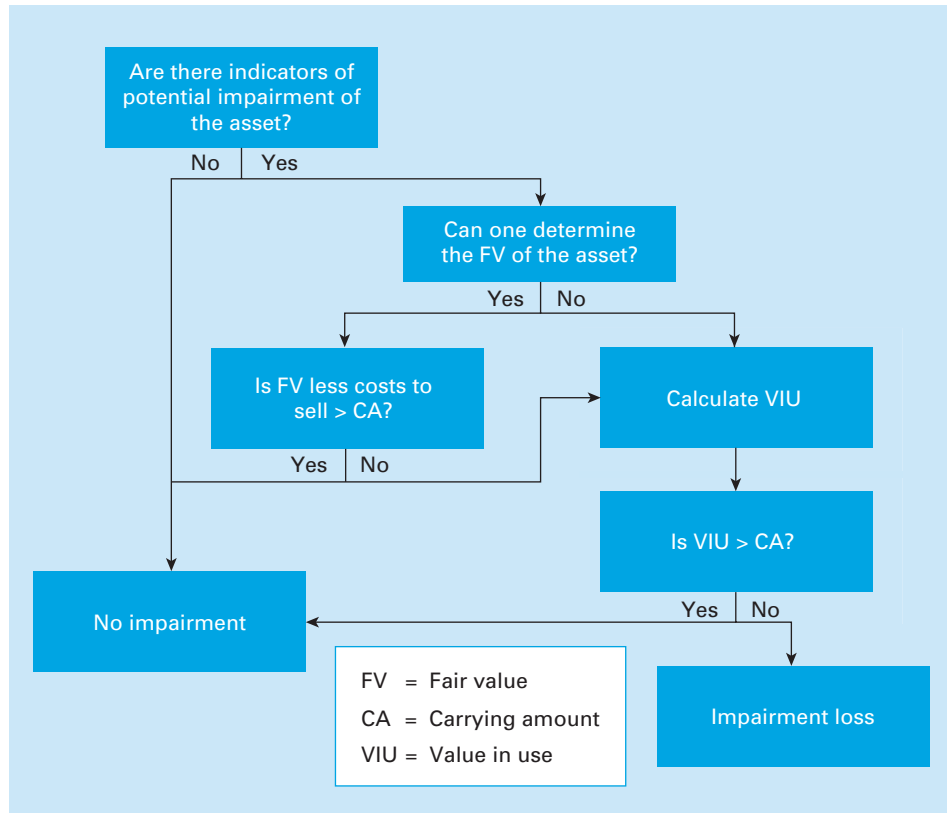 Are there indicators of
potential impairment of
the asset?
No Yes
Can one determine
the FV of the asset?
Yes No
Is FV less costs to
sell > CA?
Calculate VIU
Yes No
Is VIU > CA?
No impairment
Yes No
FV = Fair value
CA = Carrying amount
VIU = Value in use
Impairment loss